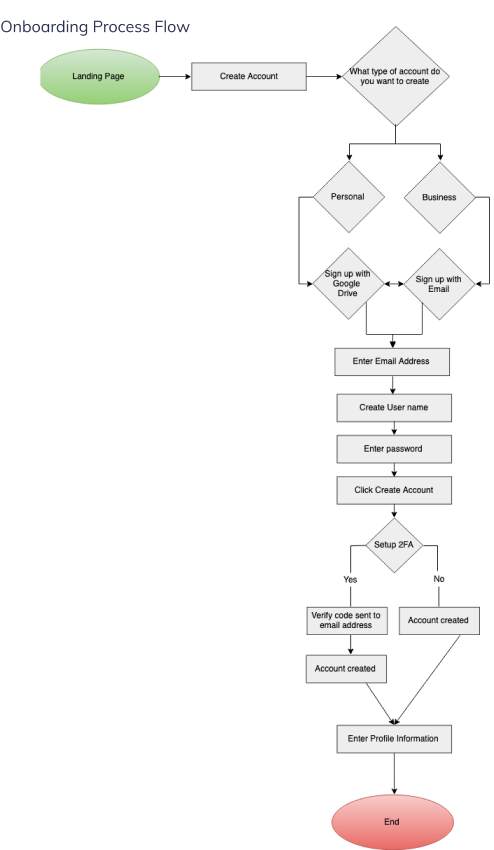 Onboarding Process Flow
Landing Page
Create Account
What type of account do
you want to create
Personal
Business
Sign up with
Google
Drive
Sign up with
Email
Enter Email Address
Create User name
Enter password
Click Create Account
Setup 2FA
Yes
No
Verify code sent to
email address
Account created
Account created
Enter Profile Information
End